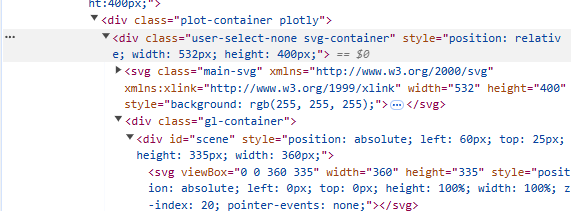 ht:400px;">
<div class="plot-container plotly">
<div class="user-select-none svg-container" style="position: relativ
e; width: 532px; height: 400px;"> == $0
<svg class="main-svg" xmlns="http://www.w3.org/2000/svg"
xmlns:xlink="http://www.w3.org/1999/xlink" width="532" height="400"
style="background: rgb(255, 255, 255);">…</svg>
<div class="gl-container">
<div id="scene" style="position: absolute; left: 60px; top: 25px;
height: 335px; width: 360px;">
<svg viewBox="0 0 360 335" width="360" height="335" style="posit
ion: absolute; left: 0px; top: 0px; height: 100%; width: 100%; z-
index: 20; pointer-events: none;"></svg>